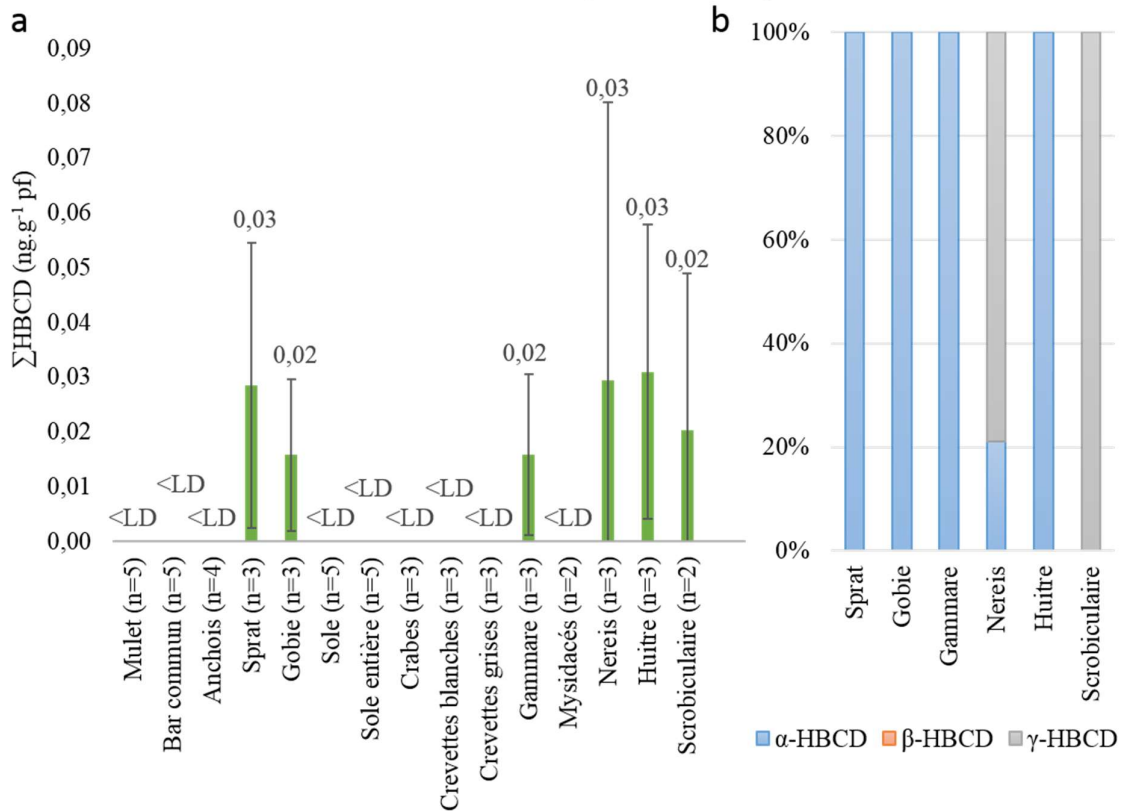 a
∑HBCD (ng.g⁻¹ pf)
0,09
0,08
0,07
0,06
0,05
0,04
0,03
0,02
0,01
0,00
<LD
<LD
<LD
0,03
0,02
<LD
<LD
<LD
<LD
<LD
0,02
<LD
0,03
0,03
0,02
Mulet (n=5)
Bar commun (n=5)
Anchois (n=4)
Sprat (n=3)
Gobie (n=3)
Sole (n=5)
Sole entière (n=5)
Crabes (n=3)
Crevettes blanches (n=3)
Crevettes grises (n=3)
Gammare (n=3)
Mysidacés (n=2)
Nereis (n=3)
Huitre (n=3)
Scrobiculaire (n=2)
b
100%
80%
60%
40%
20%
0%
Sprat
Gobie
Gammare
Nereis
Huitre
Scrobiculaire
α-HBCD β-HBCD γ-HBCD